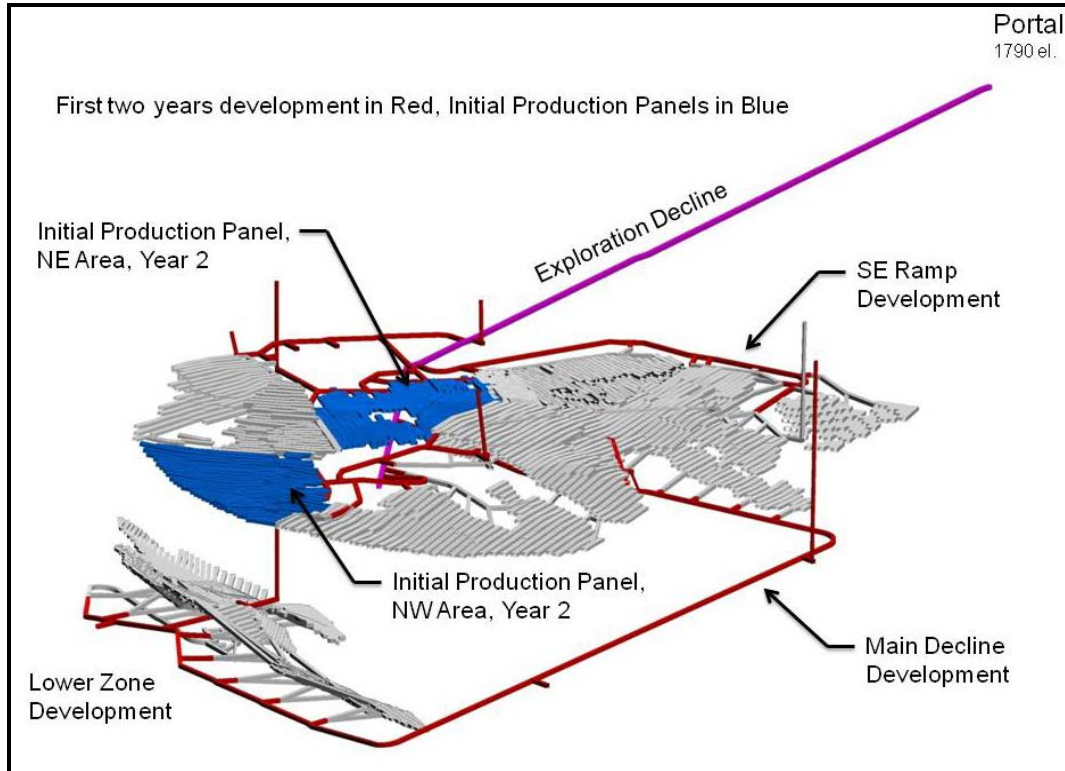 Portal
1790 el.
First two years development in Red, Initial Production Panels in Blue
Exploration Decline
Initial Production Panel,
NE Area, Year 2
SE Ramp
Development
Initial Production Panel,
NW Area, Year 2
Main Decline
Development
Lower Zone
Development